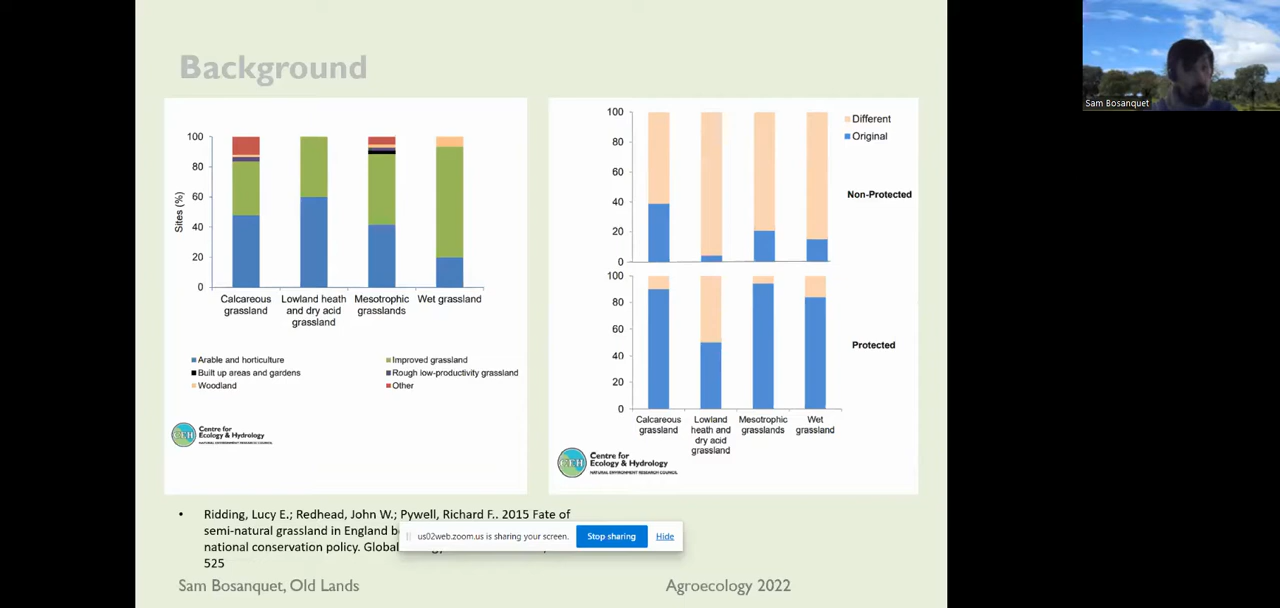 Background
100
80
60
40
20
0
Sites (%)
Calcareous grassland
Lowland heath and dry acid grassland
Mesotrophic grasslands
Wet grassland
Arable and horticulture
Improved grassland
Built up areas and gardens
Rough low-productivity grassland
Woodland
Other
Centre for
Ecology & Hydrology
NATURAL ENVIRONMENT RESEARCH COUNCIL
100
80
60
40
20
0
Different
Original
Non-Protected
100
80
60
40
20
0
Protected
Calcareous grassland
Lowland heath and dry acid grassland
Mesotrophic grasslands
Wet grassland
Centre for
Ecology & Hydrology
NATURAL ENVIRONMENT RESEARCH COUNCIL
• Ridding, Lucy E.; Redhead, John W.; Pywell, Richard F.. 2015 Fate of
semi-natural grassland in England
national conservation policy.
525
us02web.zoom.us is sharing your screen.
Stop sharing
Hide
Sam Bosanquet, Old Lands
Agroecology 2022
Sam Bosanquet